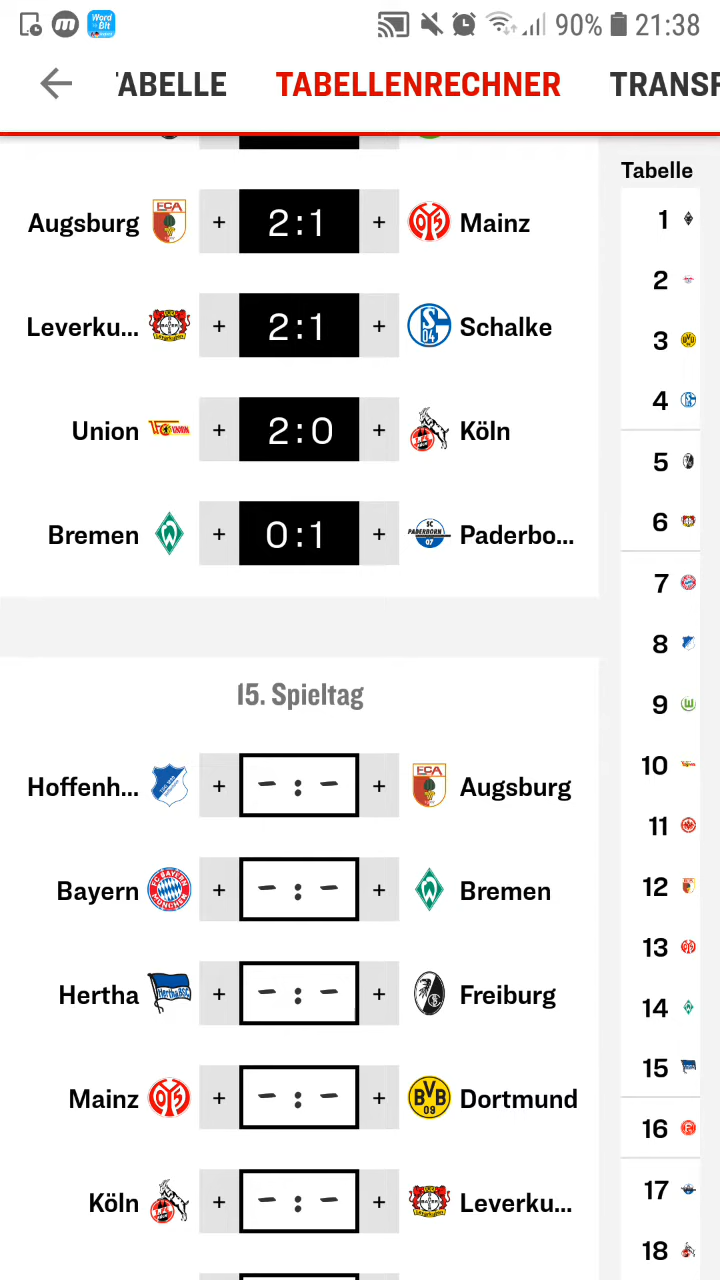 90% 21:38
ABELLE TABELLENRECHNER TRANSF
Tabelle
Augsburg + 2:1 + Mainz
Leverku... + 2:1 + Schalke
Union + 2:0 + Köln
Bremen + 0:1 + Paderbo...
15. Spieltag
Hoffenh... + - : - + Augsburg
Bayern + - : - + Bremen
Hertha + - : - + Freiburg
Mainz + - : - + Dortmund
Köln + - : - + Leverku...
1
2
3
4
5
6
7
8
9
10
11
12
13
14
15
16
17
18